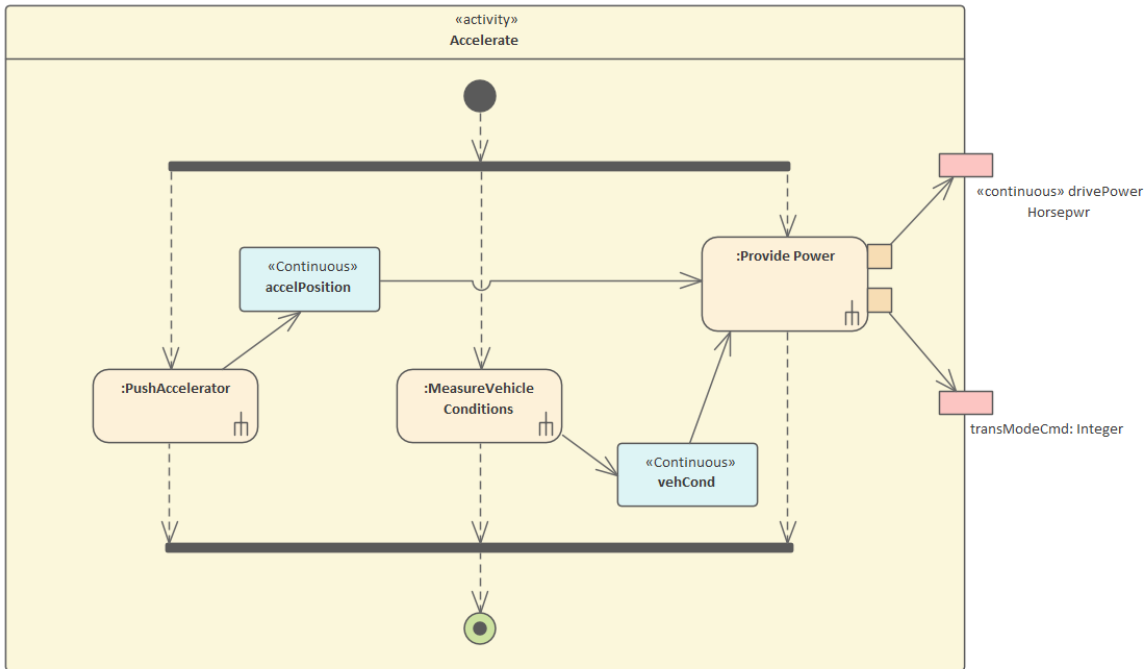 «activity»
Accelerate
«continuous» drivePower
Horsepwr
:Provide Power
«Continuous»
accelPosition
:PushAccelerator
:MeasureVehicle
Conditions
transModeCmd: Integer
«Continuous»
vehCond